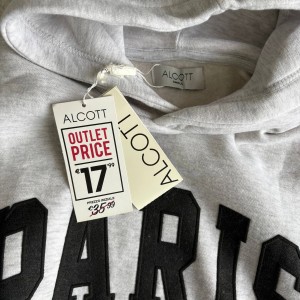 ALCOTT
ALCOTT
OUTLET
PRICE
€17,99
€35.99
ALCOTT
PARIS